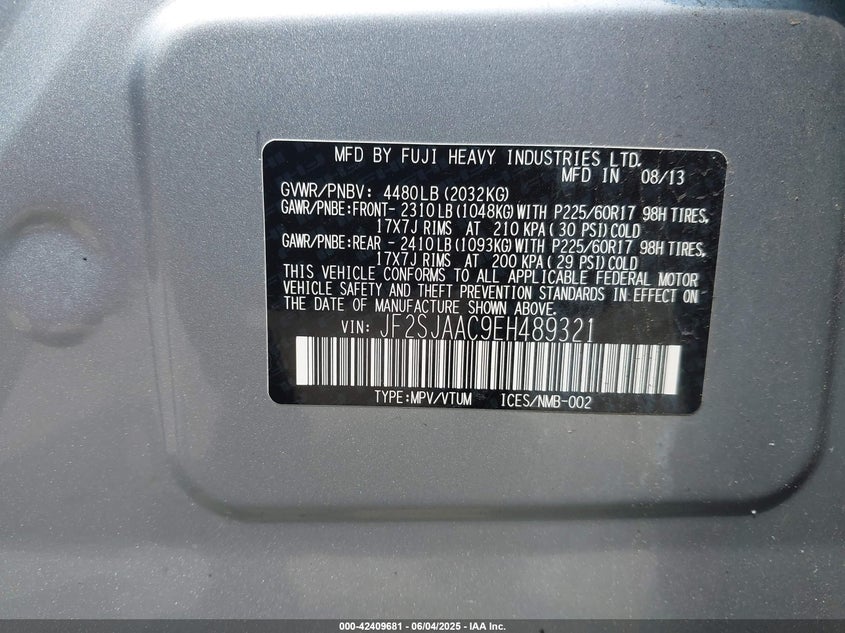 MFD BY FUJI HEAVY INDUSTRIES LTD.
MFD IN 08/13
GVWR/PNBV: 4480LB (2032KG)
GAWR/PNBE:FRONT- 2310LB (1048KG) WITH P225/60R17 98H TIRES,
17X7J RIMS AT 210 KPA ( 30 PSI) COLD
GAWR/PNBE:REAR - 2410LB (1093KG) WITH P225/60R17 98H TIRES,
17X7J RIMS AT 200 KPA ( 29 PSI) COLD
THIS VEHICLE CONFORMS TO ALL APPLICABLE FEDERAL MOTOR
VEHICLE SAFETY AND THEFT PREVENTION STANDARDS IN EFFECT ON
THE DATE OF MANUFACTURE SHOWN ABOVE.
VIN: JF2SJAAC9EH489321
TYPE:MPV/VTUM ICES/NMB-002
000-42409681 - 06/04/2025 - IAA Inc.